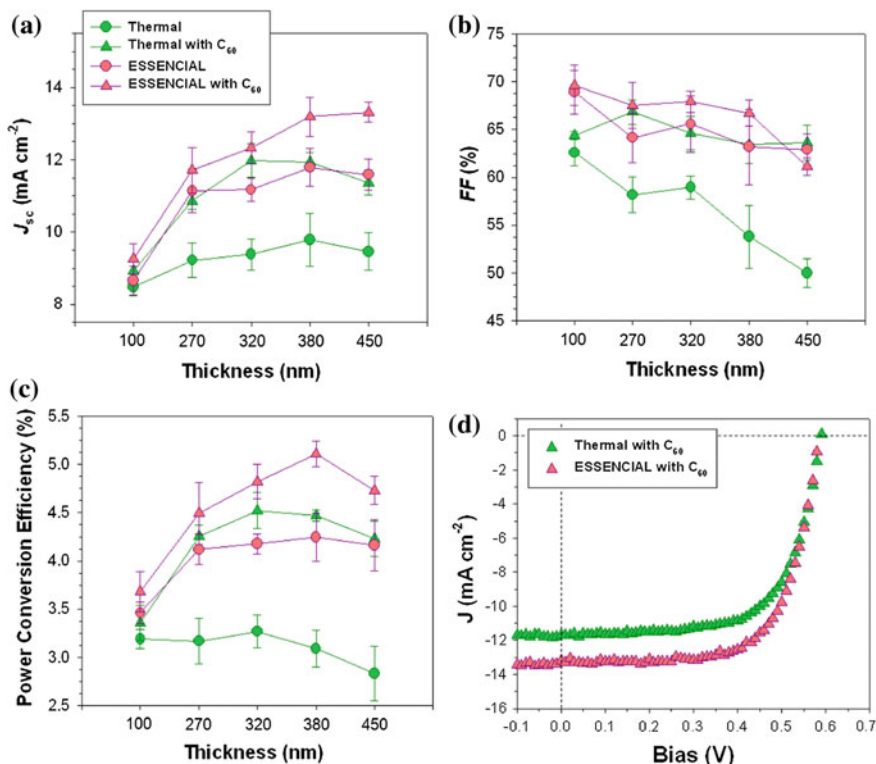 (a)
Thermal
Thermal with C60
ESSENCIAL
ESSENCIAL with C60
14
12
10
8
Jsc (mA cm-2)
100 270 320 380 450
Thickness (nm)
(b)
75
70
65
60
55
50
45
FF (%)
100 270 320 380 450
Thickness (nm)
(c)
5.5
5.0
4.5
4.0
3.5
3.0
2.5
Power Conversion Efficiency (%)
100 270 320 380 450
Thickness (nm)
(d)
Thermal with C60
ESSENCIAL with C60
0
-2
-4
-6
-8
-10
-12
-14
-16
J (mA cm-2)
-0.1 0.0 0.1 0.2 0.3 0.4 0.5 0.6 0.7
Bias (V)